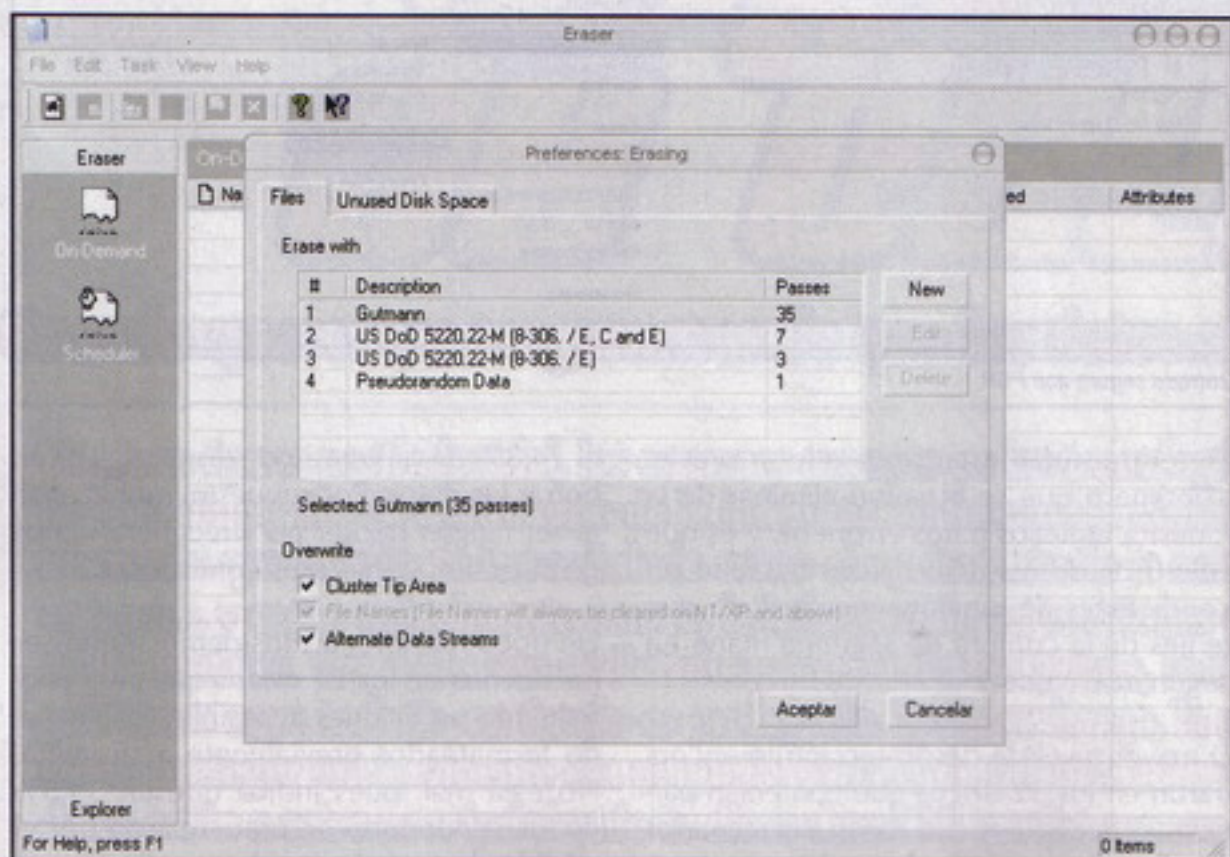 Eraser
File Edit Task View Help
Eraser
On-Demand
Scheduler
Explorer
On-D
Na
ed
Attributes
Preferences: Erasing
Files
Unused Disk Space
Erase with
# Description Passes
1 Gutmann 35
2 US DoD 5220.22-M (8-306. / E, C and E) 7
3 US DoD 5220.22-M (8-306. / E) 3
4 Pseudorandom Data 1
New
Edit
Delete
Selected: Gutmann (35 passes)
Overwrite
Cluster Tip Area
File Names (File Names will always be cleared on NT/XP and above)
Alternate Data Streams
Aceptar
Cancelar
For Help, press F1
0 Items